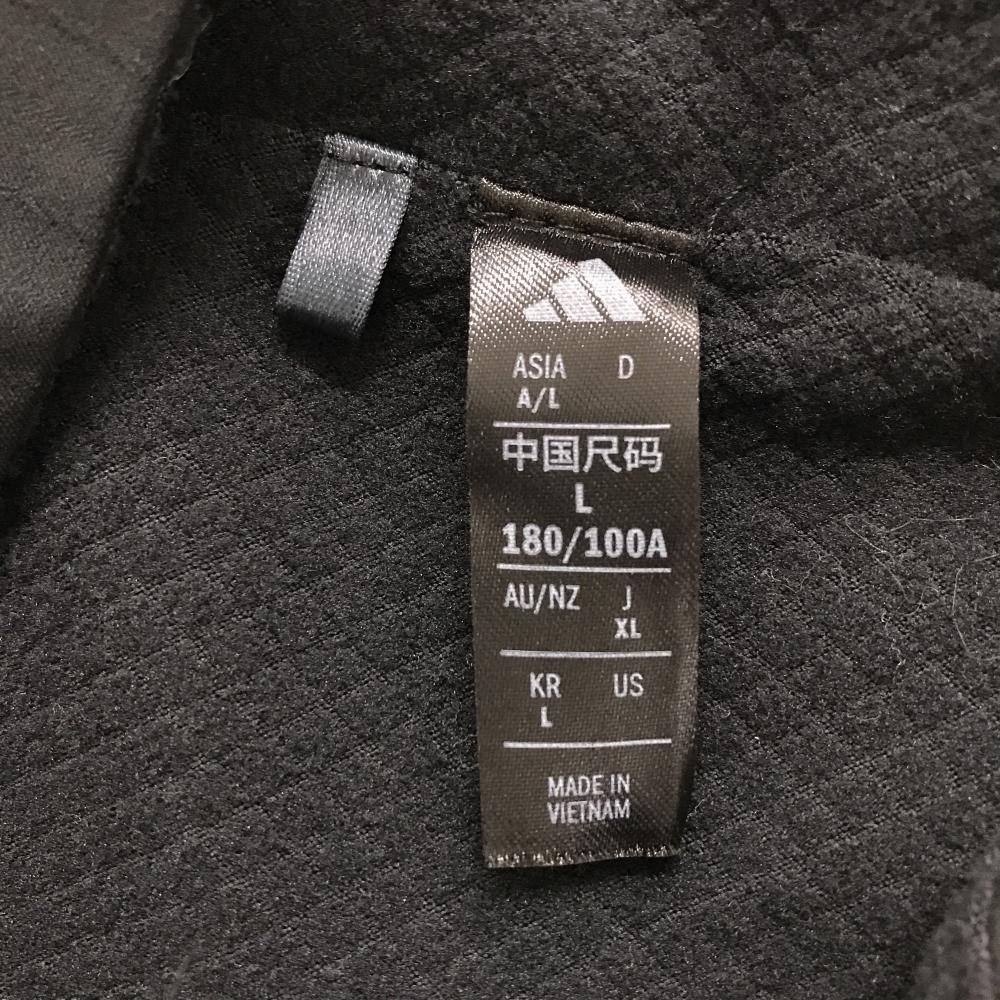 ASIA D
A/L
中国尺码
L
180/100A
AU/NZ J
XL
KR US
L
MADE IN
VIETNAM